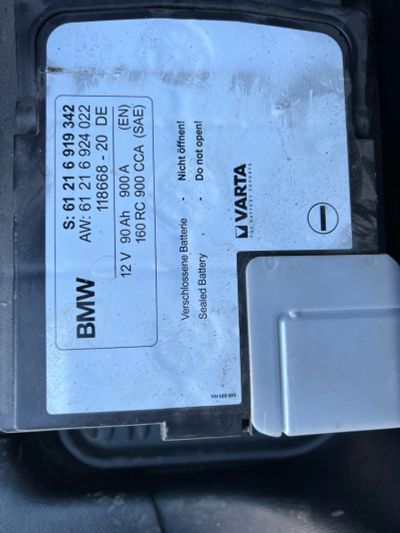 BMW
S: 61 21 6 919 342
AW: 61 21 6 924 022
118668 - 20 DE
12 V 90 Ah 900 A (EN)
160 RC 900 CCA (SAE)
Verschlossene Batterie - Nicht öffnen!
Sealed Battery - Do not open!
VARTA